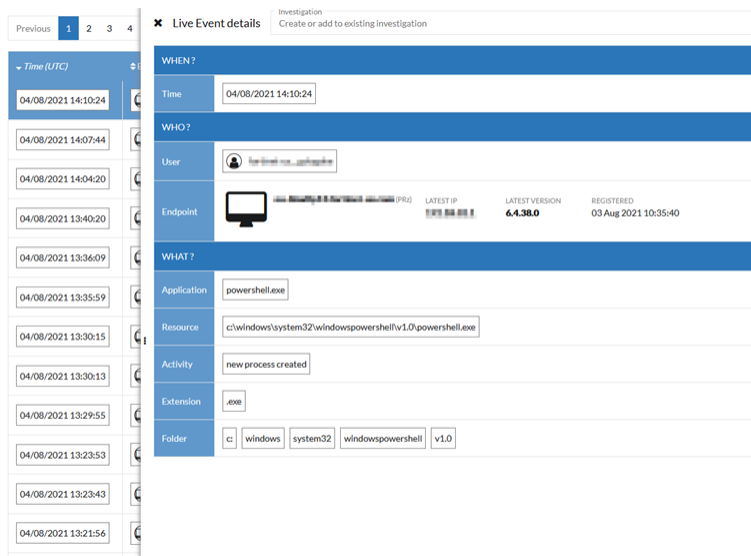 Previous 1 2 3 4
Time (UTC)
04/08/2021 14:10:24
04/08/2021 14:07:44
04/08/2021 14:04:20
04/08/2021 13:40:20
04/08/2021 13:36:09
04/08/2021 13:35:59
04/08/2021 13:30:15
04/08/2021 13:30:13
04/08/2021 13:29:55
04/08/2021 13:23:53
04/08/2021 13:23:43
04/08/2021 13:21:56
Live Event details
Investigation
Create or add to existing investigation
WHEN ?
Time 04/08/2021 14:10:24
WHO ?
User
Endpoint
LATEST IP
LATEST VERSION
6.4.38.0
REGISTERED
03 Aug 2021 10:35:40
WHAT ?
Application powershell.exe
Resource c:\windows\system32\windowspowershell\v1.0\powershell.exe
Activity new process created
Extension .exe
Folder c: windows system32 windowspowershell v1.0